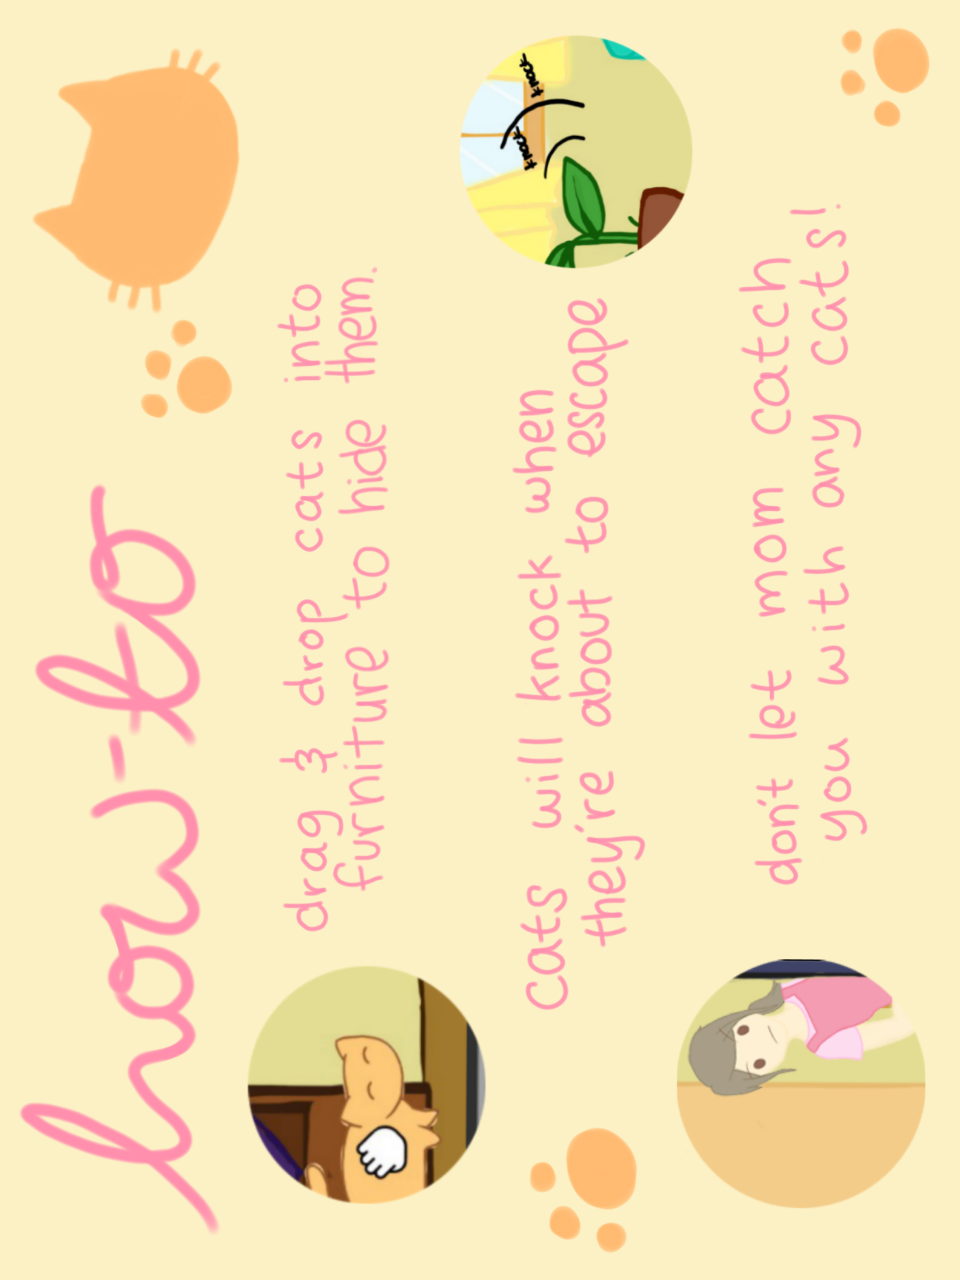 how-to
drag & drop cats into
furniture to hide them.
knock knock
cats will knock when
they're about to escape
don't let mom catch
you with any cats!